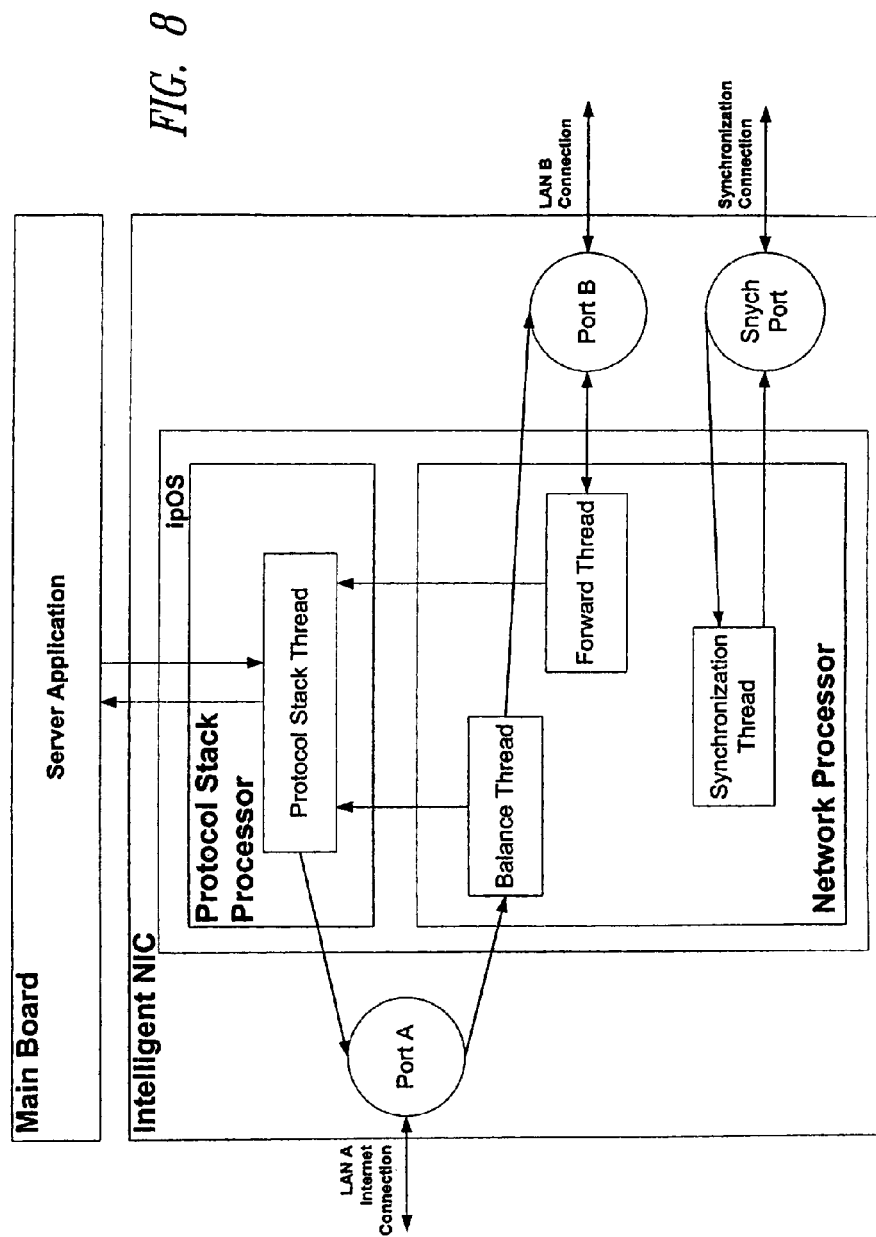 FIG. 8
Main Board
Server Application
Intelligent NIC
ipOS
Protocol Stack
Processor
Protocol Stack Thread
LAN A
Internet
Connection
Port A
Balance Thread
Forward Thread
Port B
LAN B
Connection
Synchronization
Thread
Snych
Port
Synchronization
Connection
Network Processor